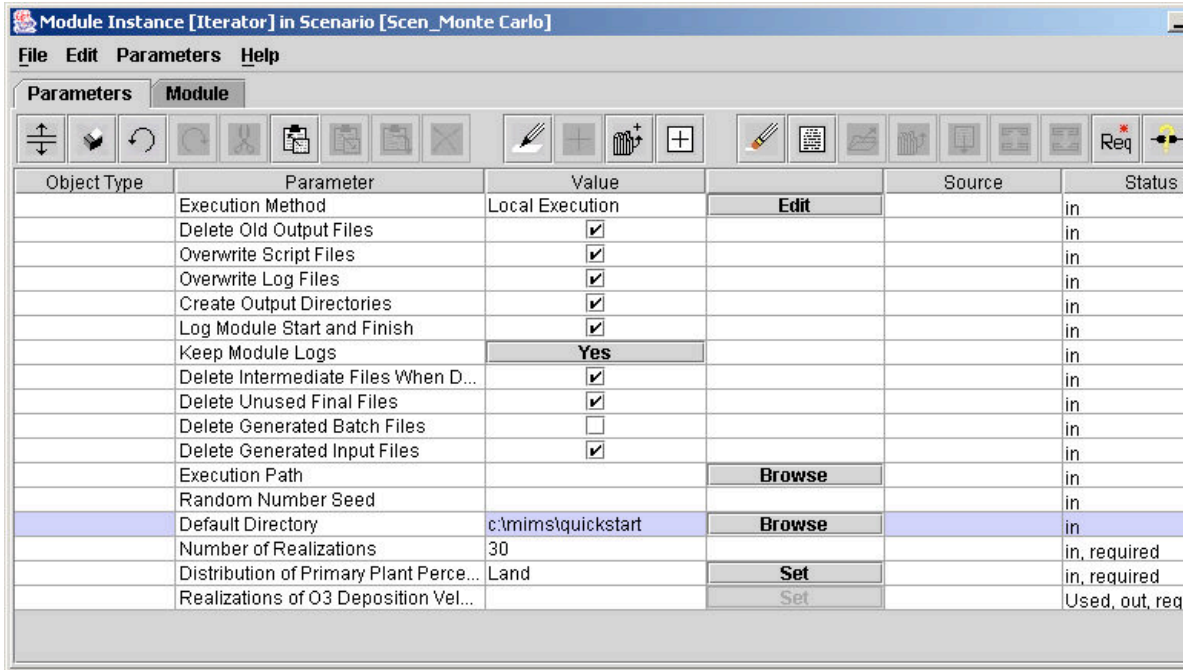 Module Instance [Iterator] in Scenario [Scen_Monte Carlo]
File Edit Parameters Help
Parameters Module
Req
Object Type Parameter Value Source Status
Execution Method Local Execution Edit in
Delete Old Output Files in
Overwrite Script Files in
Overwrite Log Files in
Create Output Directories in
Log Module Start and Finish in
Keep Module Logs Yes in
Delete Intermediate Files When D... in
Delete Unused Final Files in
Delete Generated Batch Files in
Delete Generated Input Files in
Execution Path Browse in
Random Number Seed in
Default Directory c:\mims\quickstart Browse in
Number of Realizations 30 in, required
Distribution of Primary Plant Perce... Land Set in, required
Realizations of O3 Deposition Vel... Set Used, out, req